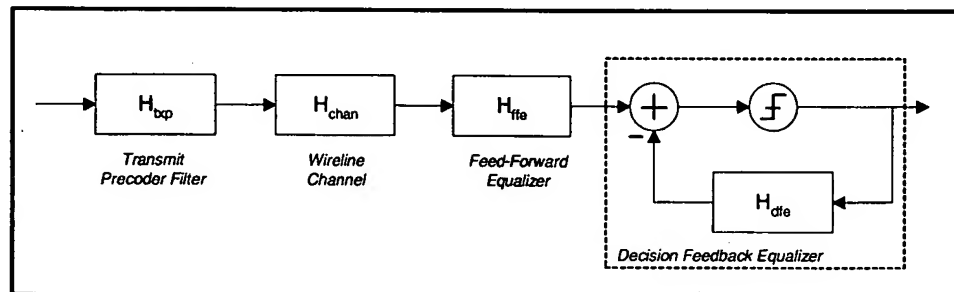 H_txp
H_chan
H_ffe
+
−
H_dfe
Transmit
Precoder Filter
Wireline
Channel
Feed-Forward
Equalizer
Decision Feedback Equalizer